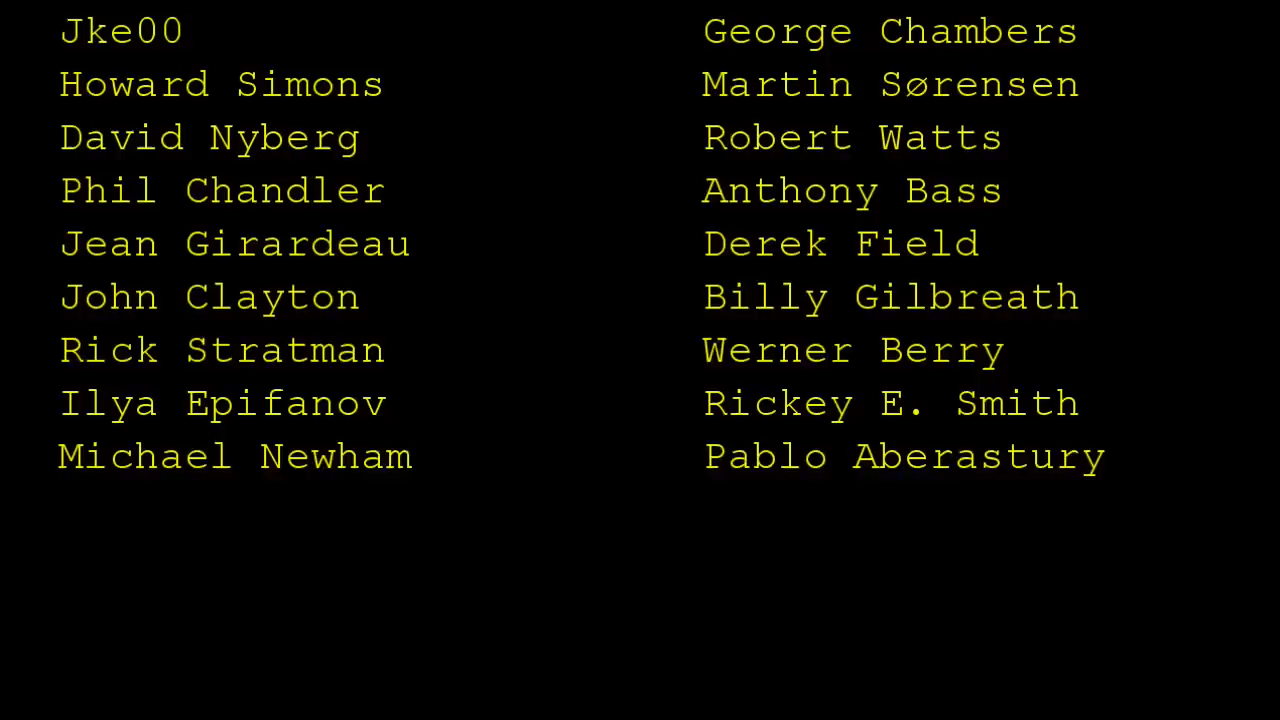 Jke00
Howard Simons
David Nyberg
Phil Chandler
Jean Girardeau
John Clayton
Rick Stratman
Ilya Epifanov
Michael Newham
George Chambers
Martin Sørensen
Robert Watts
Anthony Bass
Derek Field
Billy Gilbreath
Werner Berry
Rickey E. Smith
Pablo Aberastury